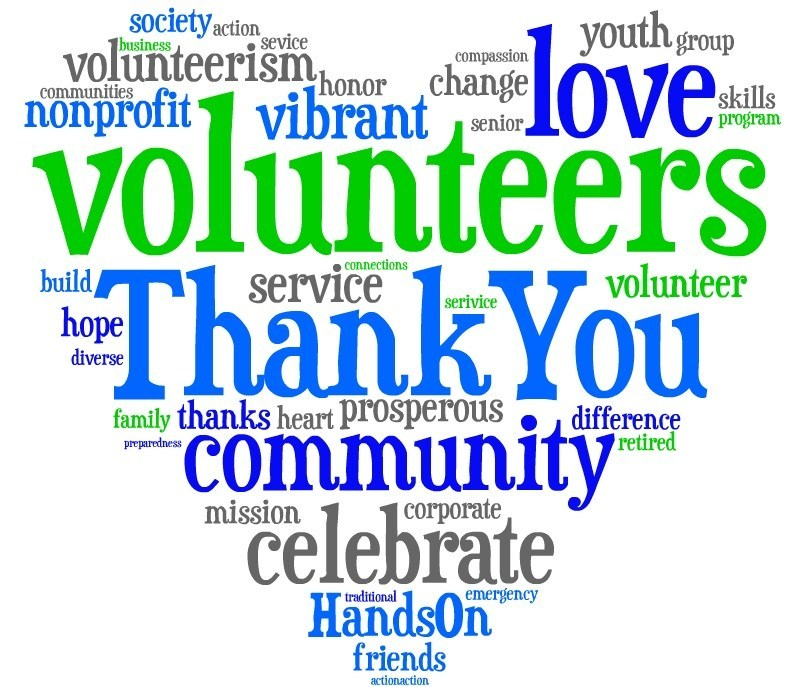 society action
business sevice
volunteerism honor
communities
nonprofit vibrant
compassion
change
senior
love
youth group
skills
program
volunteers
build
service connections
serivice
volunteer
ThankYou
hope
diverse
family thanks heart prosperous difference
preparedness
community retired
mission corporate
celebrate
traditional emergency
HandsOn
friends
actionaction